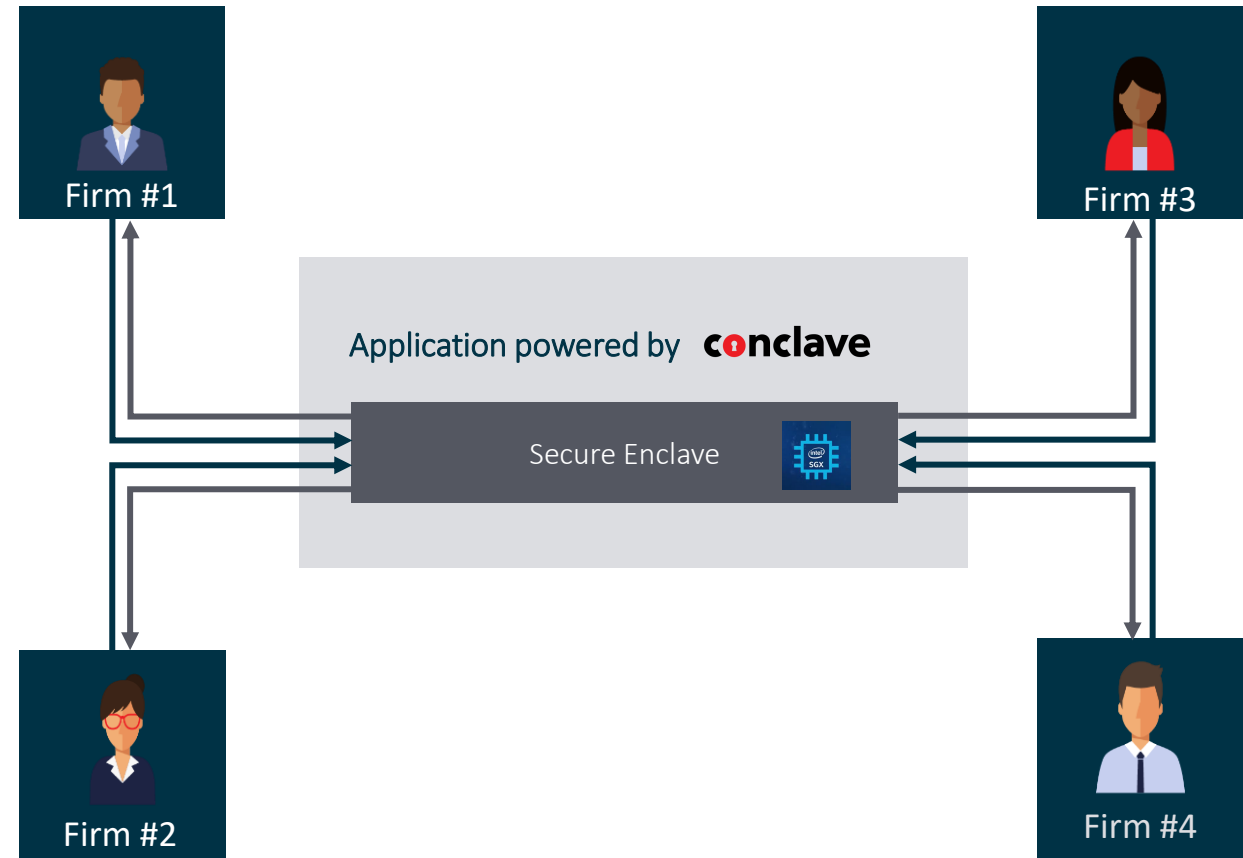 Firm #1
Firm #3
Application powered by conclave
Secure Enclave
intel
SGX
Firm #2
Firm #4